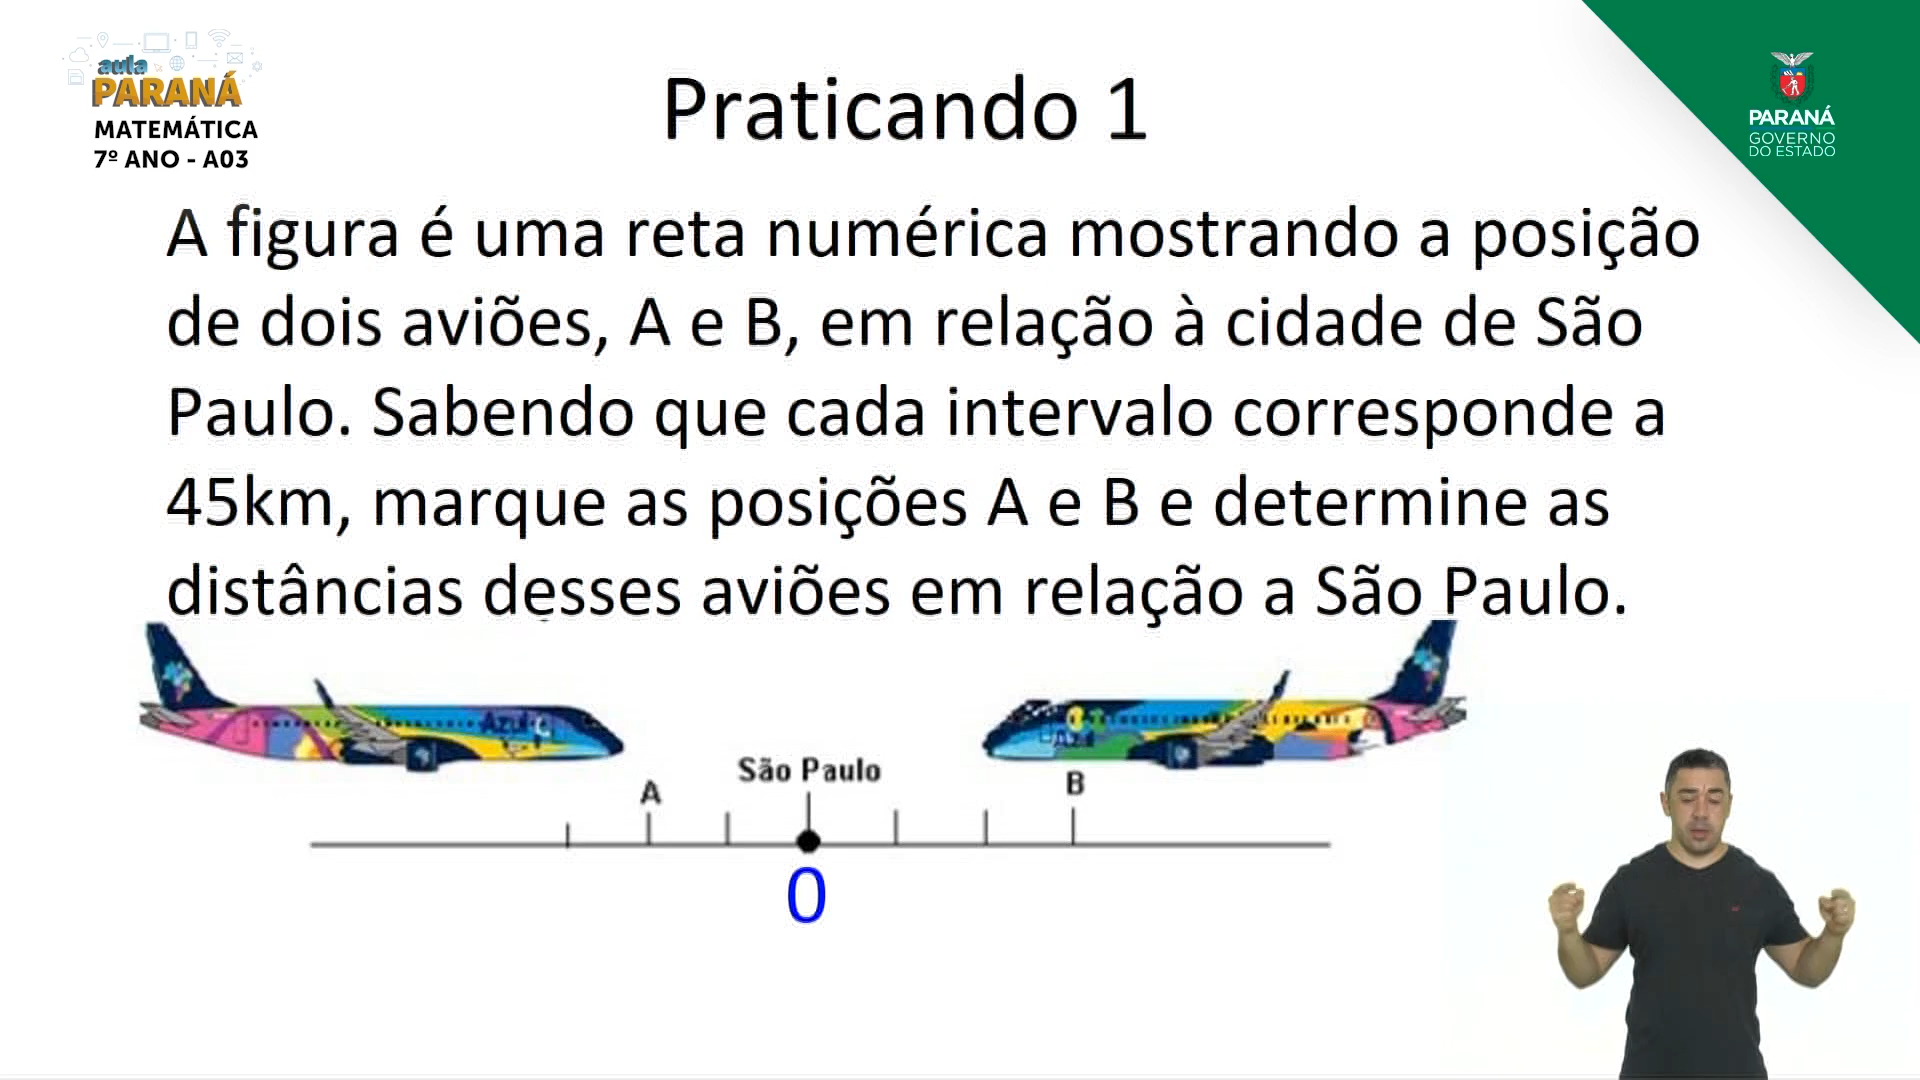 aula
PARANÁ
MATEMÁTICA
7º ANO - A03
Praticando 1
PARANÁ
GOVERNO
DO ESTADO
A figura é uma reta numérica mostrando a posição
de dois aviões, A e B, em relação à cidade de São
Paulo. Sabendo que cada intervalo corresponde a
45km, marque as posições A e B e determine as
distâncias desses aviões em relação a São Paulo.
Azul
Azul
A
São Paulo
B
0